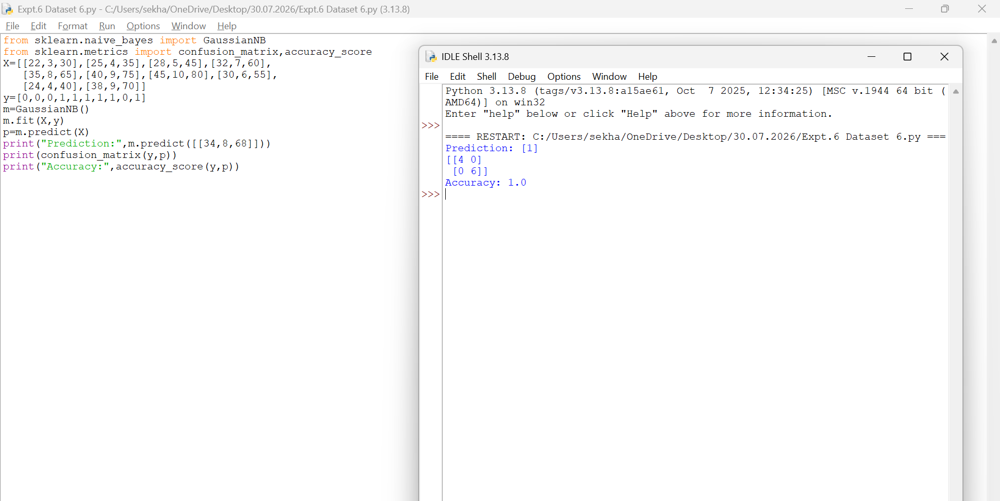 Expt.6 Dataset 6.py - C:/Users/sekha/OneDrive/Desktop/30.07.2026/Expt.6 Dataset 6.py (3.13.8)
File Edit Format Run Options Window Help
from sklearn.naive_bayes import GaussianNB
from sklearn.metrics import confusion_matrix,accuracy_score
X=[[22,3,30],[25,4,35],[28,5,45],[32,7,60],
   [35,8,65],[40,9,75],[45,10,80],[30,6,55],
   [24,4,40],[38,9,70]]
y=[0,0,0,1,1,1,1,1,0,1]
m=GaussianNB()
m.fit(X,y)
p=m.predict(X)
print("Prediction:",m.predict([[34,8,68]]))
print(confusion_matrix(y,p))
print("Accuracy:",accuracy_score(y,p))
IDLE Shell 3.13.8
File Edit Shell Debug Options Window Help
Python 3.13.8 (tags/v3.13.8:a15ae61, Oct  7 2025, 12:34:25) [MSC v.1944 64 bit (
AMD64)] on win32
Enter "help" below or click "Help" above for more information.
>>>
==== RESTART: C:/Users/sekha/OneDrive/Desktop/30.07.2026/Expt.6 Dataset 6.py ===
Prediction: [1]
[[4 0]
 [0 6]]
Accuracy: 1.0
>>>